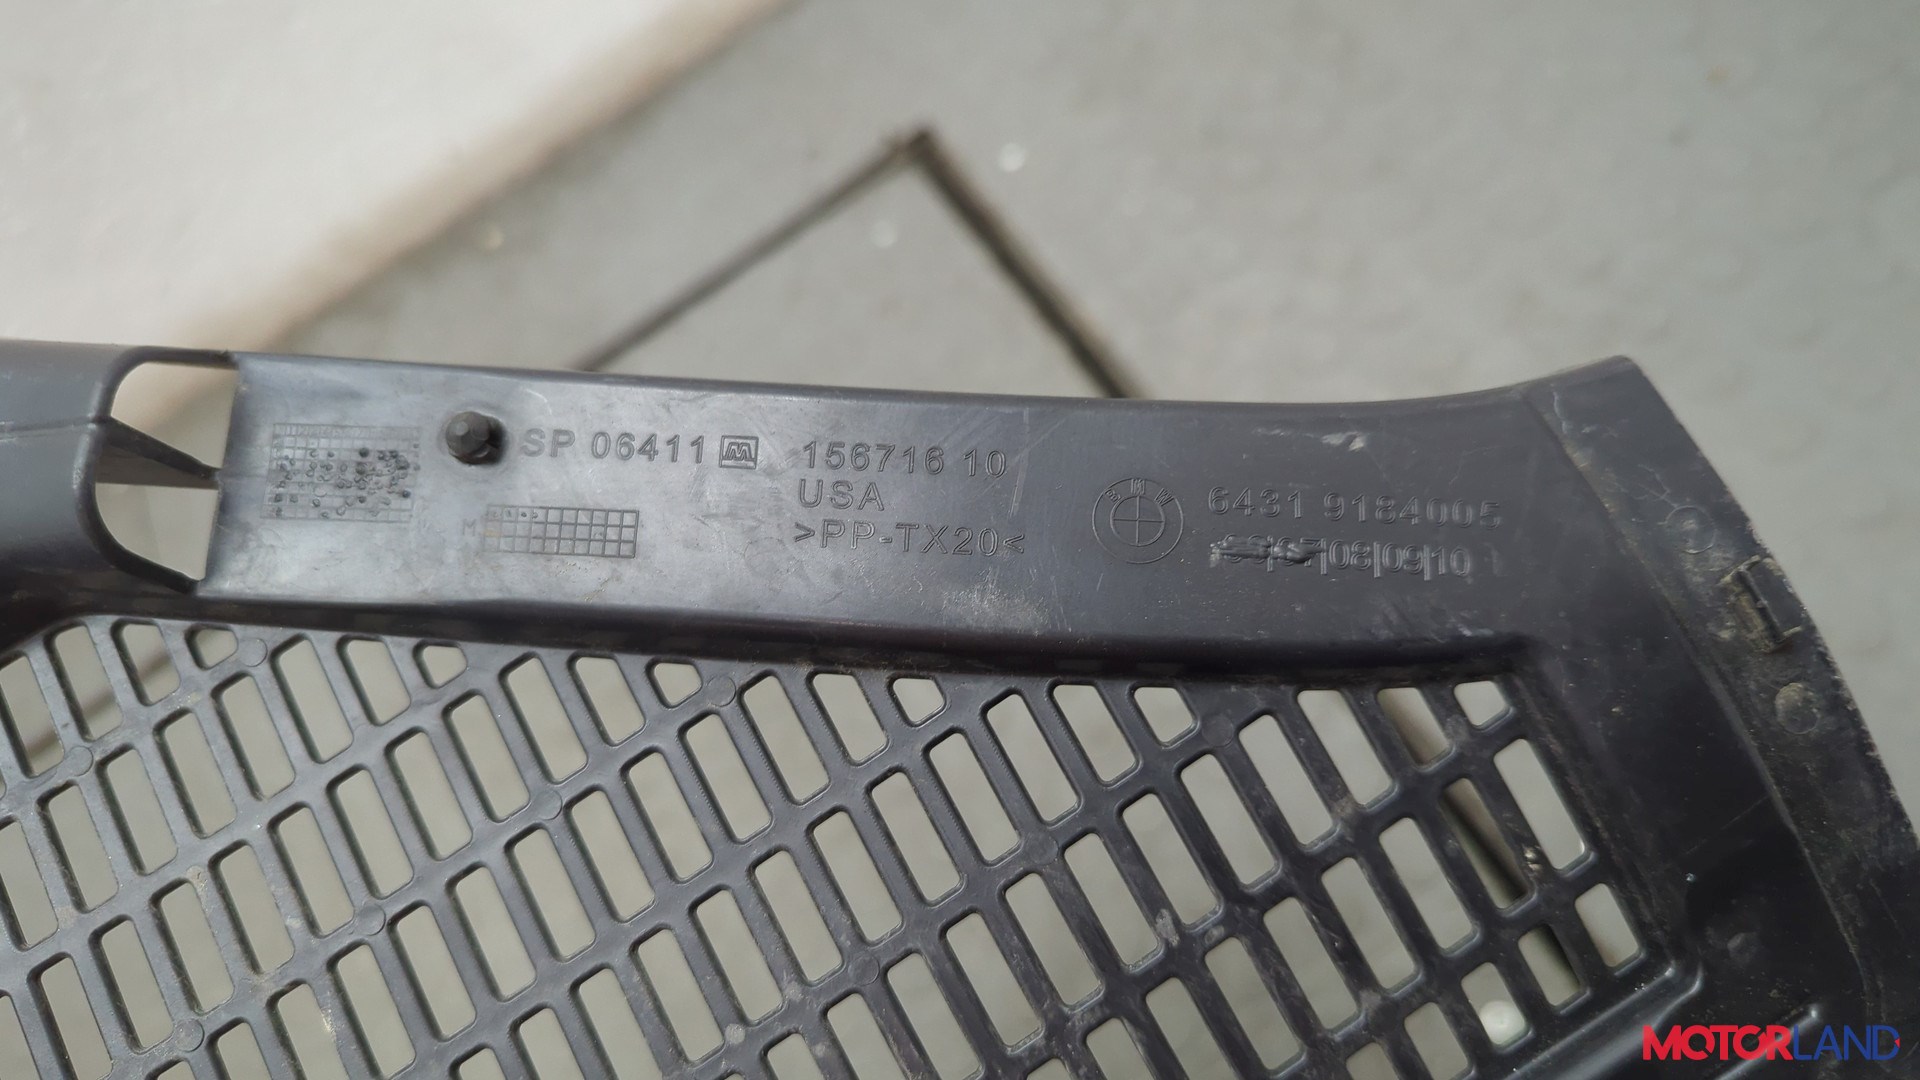 SP 06411 M 156716 10
USA
>PP-TX20<
M
BMW
6431 9184005
|08|09|10
MOTORLAND